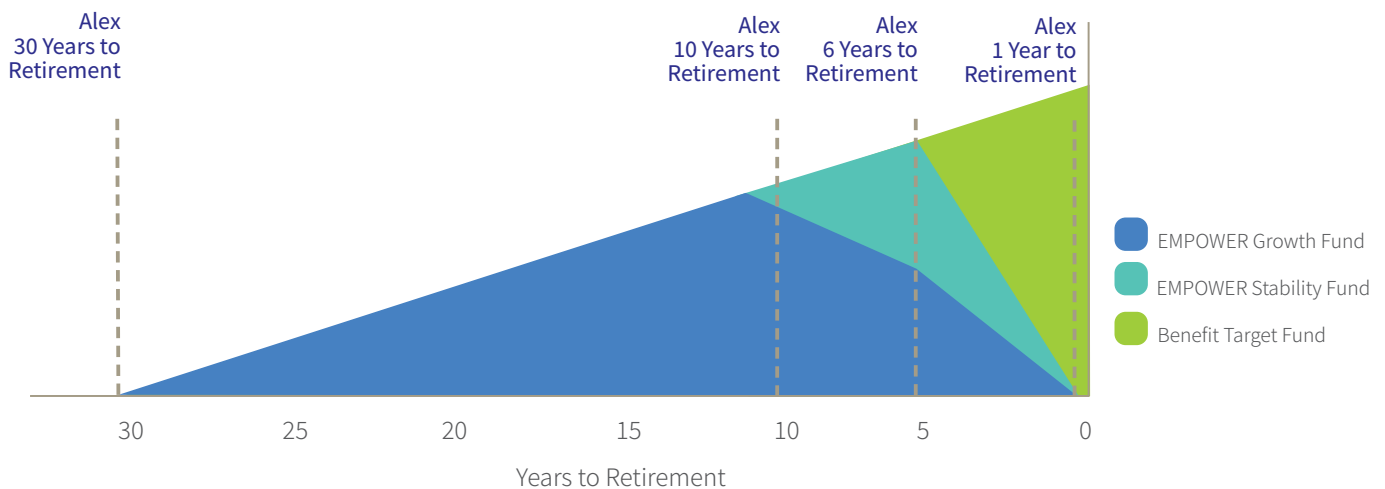 Alex
30 Years to
Retirement
Alex
10 Years to
Retirement
Alex
6 Years to
Retirement
Alex
1 Year to
Retirement
EMPOWER Growth Fund
EMPOWER Stability Fund
Benefit Target Fund
30 25 20 15 10 5 0
Years to Retirement